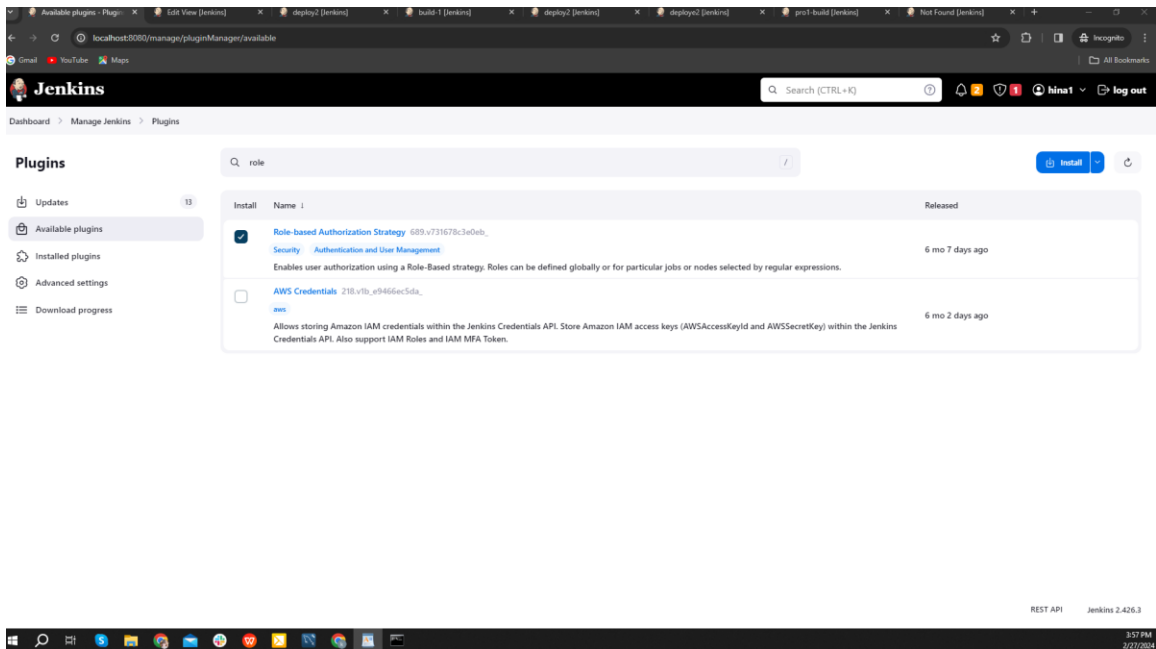 Available plugins - Plugin
Edit View [Jenkins]
deploy2 [Jenkins]
build-1 [Jenkins]
deploy2 [Jenkins]
deploye2 [Jenkins]
pro1-build [Jenkins]
Not Found [Jenkins]
localhost:8080/manage/pluginManager/available
Incognito
Gmail YouTube Maps
All Bookmarks
Jenkins
Search (CTRL+K)
2 1 hina1 log out
Dashboard > Manage Jenkins > Plugins
Plugins
role
/
Install
Updates 13
Available plugins
Installed plugins
Advanced settings
Download progress
Install Name ↓ Released
Role-based Authorization Strategy 689.v731678c3e0eb_
Security Authentication and User Management
6 mo 7 days ago
Enables user authorization using a Role-Based strategy. Roles can be defined globally or for particular jobs or nodes selected by regular expressions.
AWS Credentials 218.v1b_e9466ec5da_
aws
6 mo 2 days ago
Allows storing Amazon IAM credentials within the Jenkins Credentials API. Store Amazon IAM access keys (AWSAccessKeyId and AWSSecretKey) within the Jenkins
Credentials API. Also support IAM Roles and IAM MFA Token.
REST API Jenkins 2.426.3
3:57 PM
2/27/2024